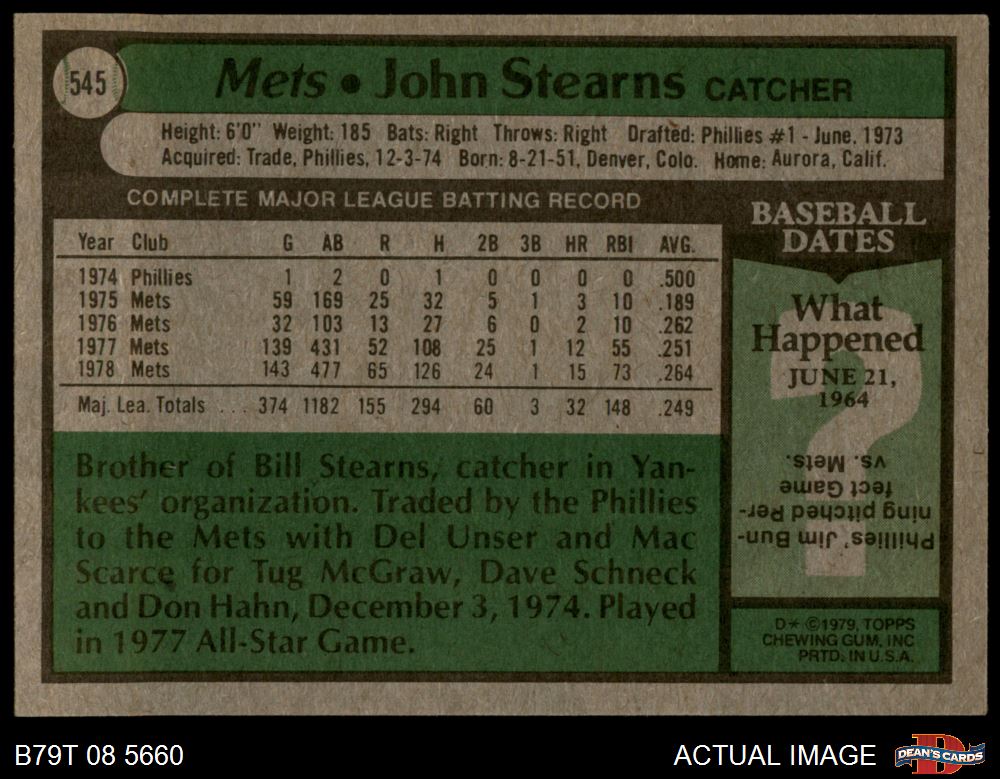 545
Mets • John Stearns CATCHER
Height: 6'0" Weight: 185 Bats: Right Throws: Right Drafted: Phillies #1 - June, 1973
Acquired: Trade, Phillies, 12-3-74 Born: 8-21-51, Denver, Colo. Home: Aurora, Calif.
COMPLETE MAJOR LEAGUE BATTING RECORD
Year Club G AB R H 2B 3B HR RBI AVG.
1974 Phillies 1 2 0 1 0 0 0 0 .500
1975 Mets 59 169 25 32 5 1 3 10 .189
1976 Mets 32 103 13 27 6 0 2 10 .262
1977 Mets 139 431 52 108 25 1 12 55 .251
1978 Mets 143 477 65 126 24 1 15 73 .264
Maj. Lea. Totals ... 374 1182 155 294 60 3 32 148 .249
Brother of Bill Stearns, catcher in Yan-
kees' organization. Traded by the Phillies
to the Mets with Del Unser and Mac
Scarce for Tug McGraw, Dave Schneck
and Don Hahn, December 3, 1974. Played
in 1977 All-Star Game.
BASEBALL
DATES
What
Happened
JUNE 21,
1964
?
Phillies' Jim Bun-
ning pitched Per-
fect Game
vs. Mets.
D* ©1979, TOPPS
CHEWING GUM, INC
PRTD. IN U.S.A.
B79T 08 5660
ACTUAL IMAGE
D
DEAN'S CARDS